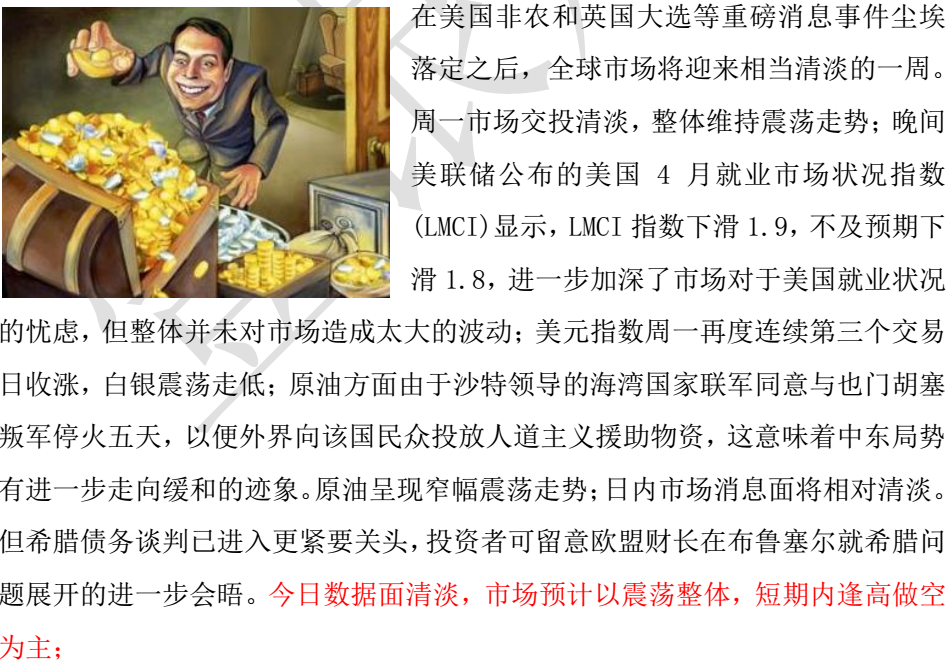 在美国非农和英国大选等重磅消息事件尘埃
落定之后，全球市场将迎来相当清淡的一周。
周一市场交投清淡，整体维持震荡走势；晚间
美联储公布的美国 4 月就业市场状况指数
(LMCI)显示，LMCI 指数下滑 1.9，不及预期下
滑 1.8，进一步加深了市场对于美国就业状况
的忧虑，但整体并未对市场造成太大的波动；美元指数周一再度连续第三个交易
日收涨，白银震荡走低；原油方面由于沙特领导的海湾国家联军同意与也门胡塞
叛军停火五天，以便外界向该国民众投放人道主义援助物资，这意味着中东局势
有进一步走向缓和的迹象。原油呈现窄幅震荡走势；日内市场消息面将相对清淡。
但希腊债务谈判已进入更紧要关头，投资者可留意欧盟财长在布鲁塞尔就希腊问
题展开的进一步会晤。今日数据面清淡，市场预计以震荡整体，短期内逢高做空
为主；